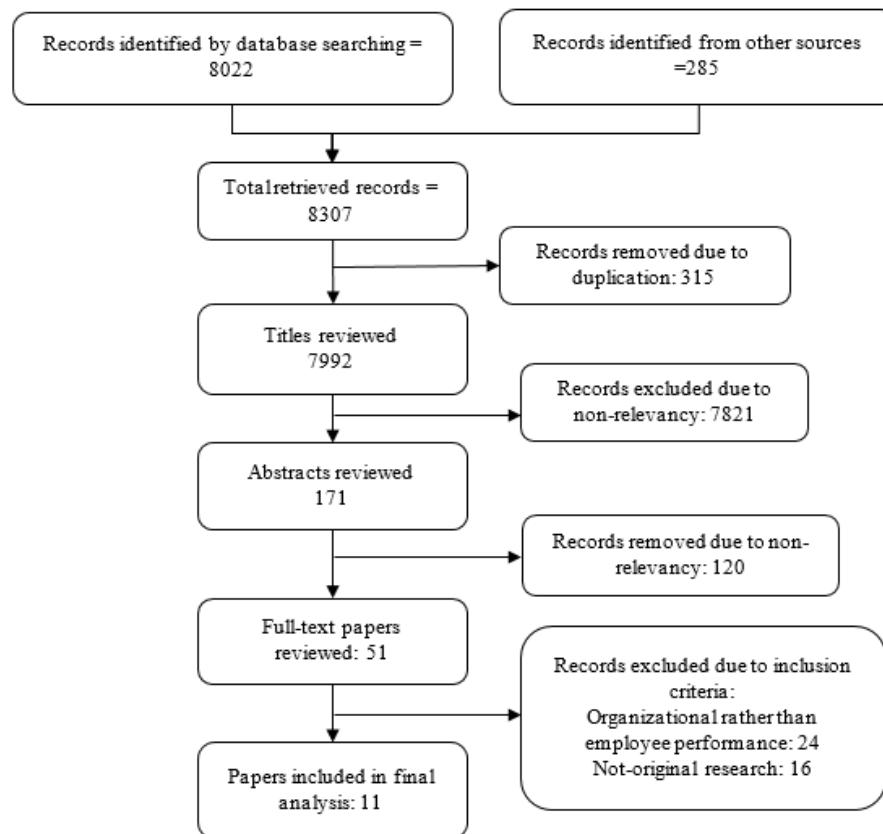 Records identified by database searching =
8022
Records identified from other sources
=285
Total retrieved records =
8307
Records removed due to
duplication: 315
Titles reviewed
7992
Records excluded due to
non-relevancy: 7821
Abstracts reviewed
171
Records removed due to non-
relevancy: 120
Full-text papers
reviewed: 51
Records excluded due to inclusion
criteria:
Organizational rather than
employee performance: 24
Not-original research: 16
Papers included in final
analysis: 11